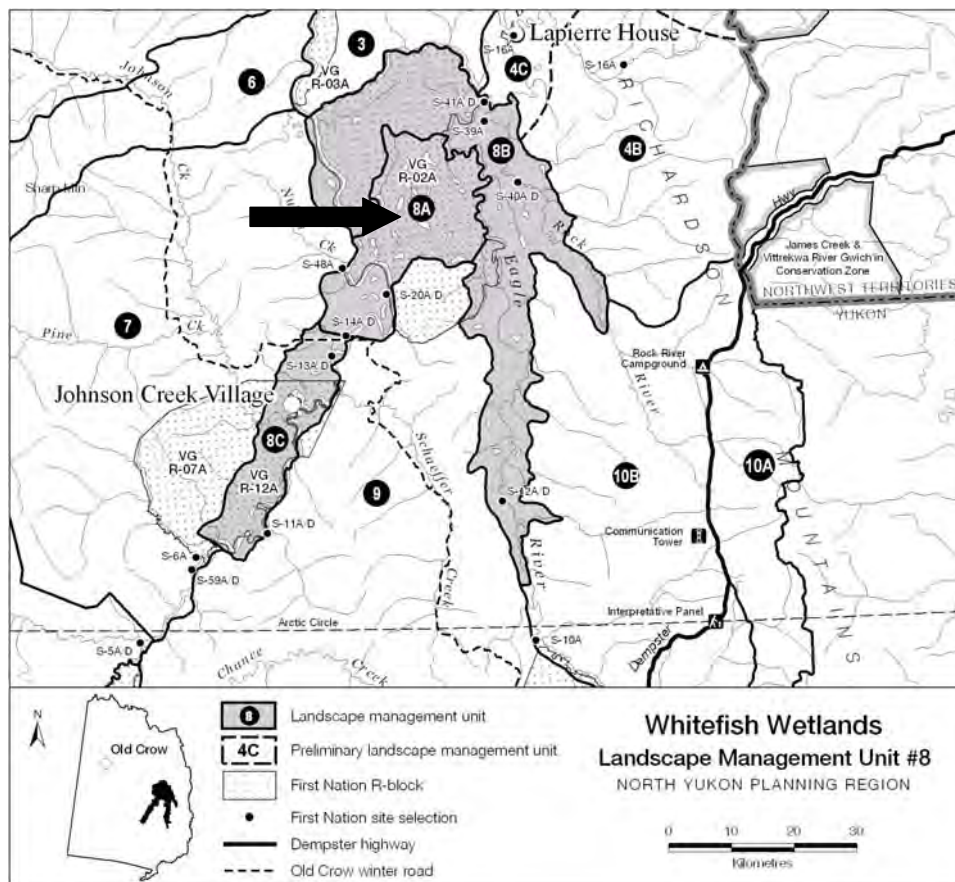 Lapierre House
S-16A
3
4C
S-16A
6
VG
R-03A
Johnson
Ck
RICHARDSON
MOUNTAINS
S-41A D
S-39A
8B
4B
VG
R-02A
S-40A D
8A
Hwy
Rock
River
James Creek &
Vittrekwa River Gwich'in
Conservation Zone
Ck
S-48A
Eagle
River
S-20A D
NORTHWEST TERRITORIES
YUKON
7
Pine
Ck
S-14A D
S-13A D
Rock River
Campground
Johnson Creek Village
8C
VG
R-07A
VG
R-12A
Schaeffer
Creek
9
10B
10A
S-42A D
S-11A D
Communication
Tower
S-6A
S-59A D
Interpretative Panel
Arctic Circle
S-5A D
S-10A
Dempster
Chance
Creek
N
Old Crow
8
Landscape management unit
4C
Preliminary landscape management unit
First Nation R-block
First Nation site selection
Dempster highway
Old Crow winter road
Whitefish Wetlands
Landscape Management Unit #8
NORTH YUKON PLANNING REGION
0 10 20 30
Kilometres